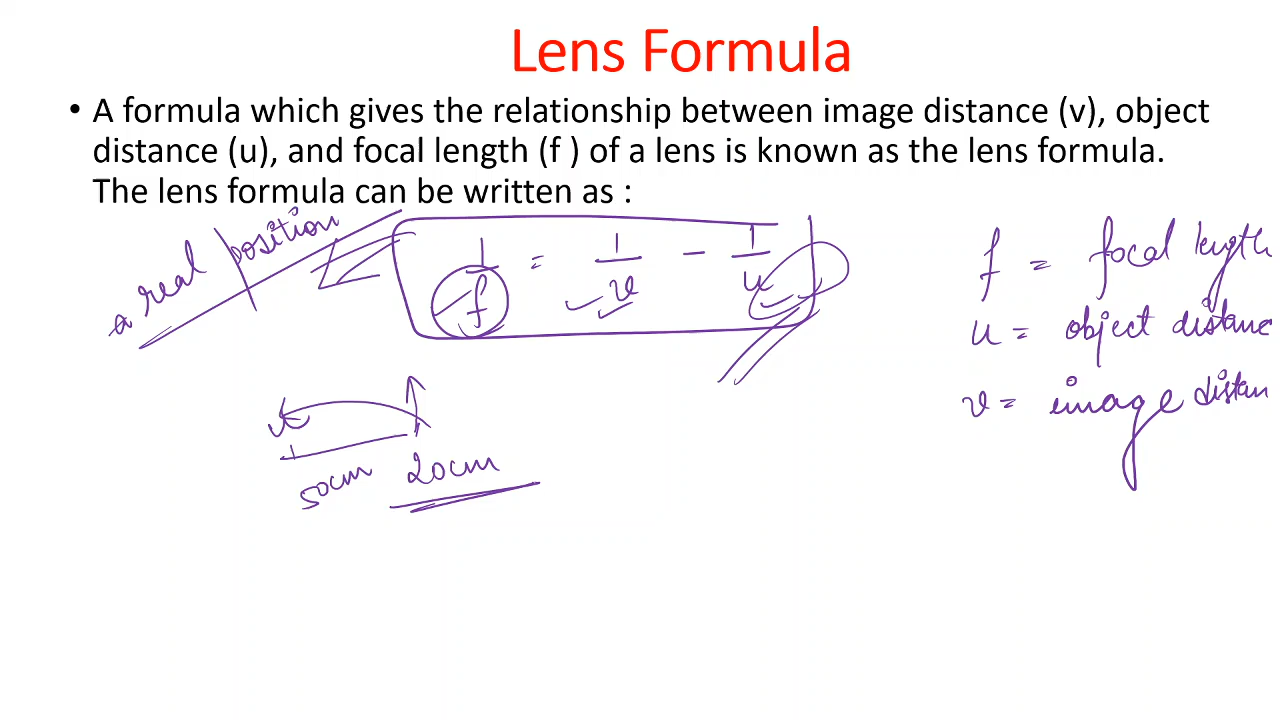 Lens Formula
• A formula which gives the relationship between image distance (v), object
distance (u), and focal length (f ) of a lens is known as the lens formula.
The lens formula can be written as :
a real position
1/f = 1/v - 1/u
f = focal length
u = object distanc
v = image distan
50cm 20cm